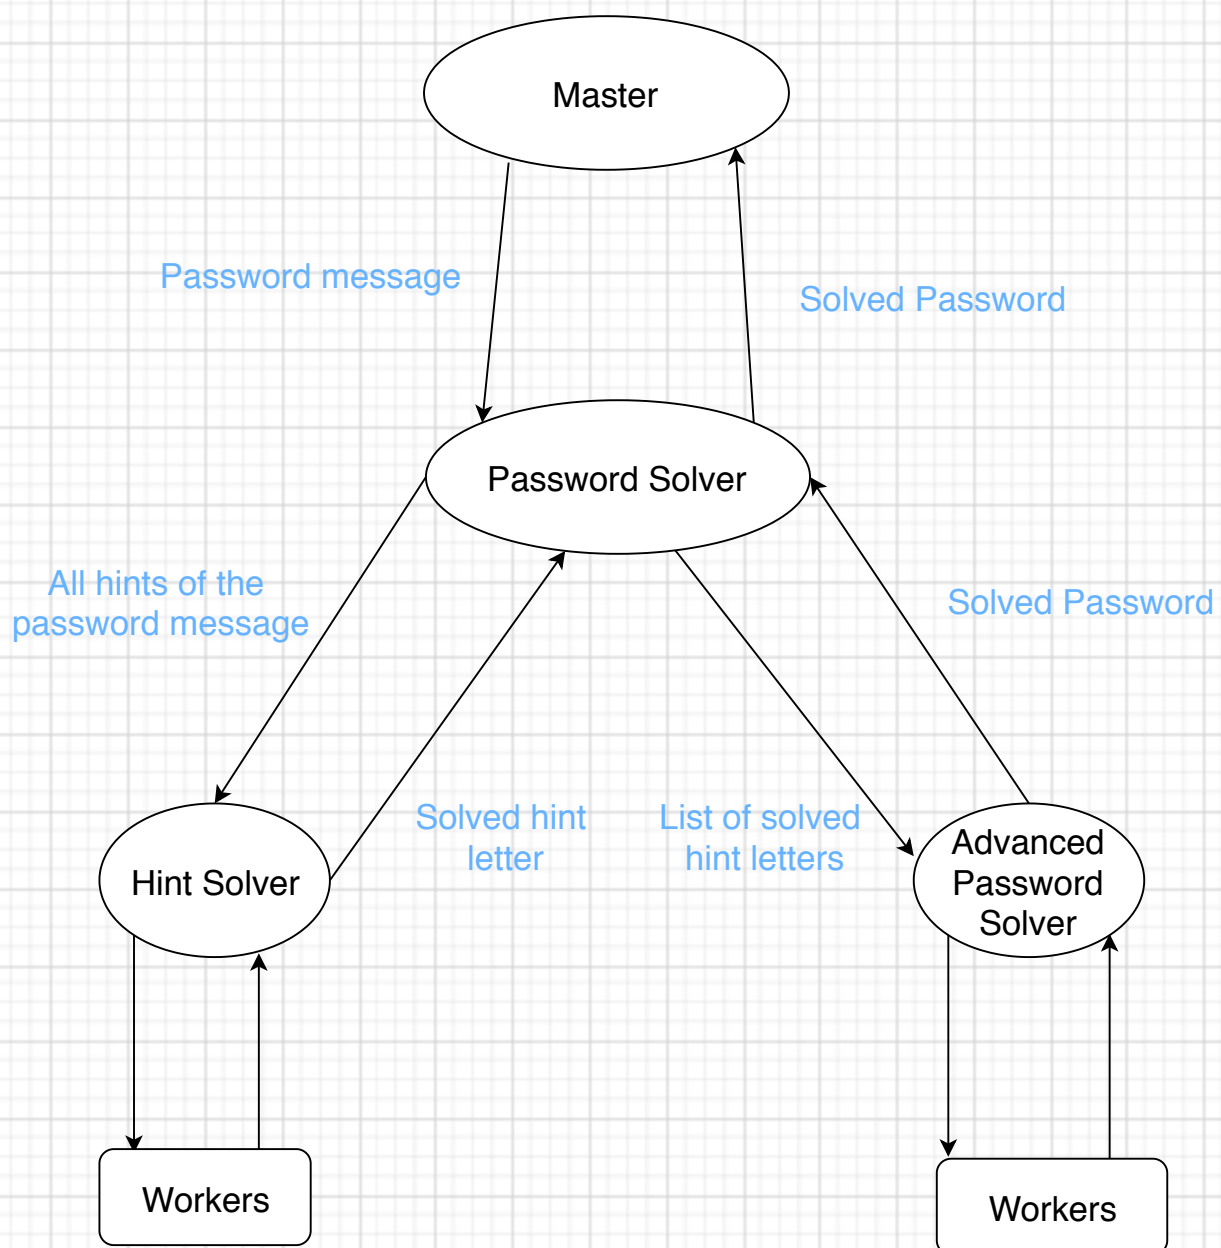 Master
Password message
Solved Password
Password Solver
All hints of the
password message
Solved Password
Solved hint
letter
List of solved
hint letters
Hint Solver
Advanced
Password
Solver
Workers
Workers